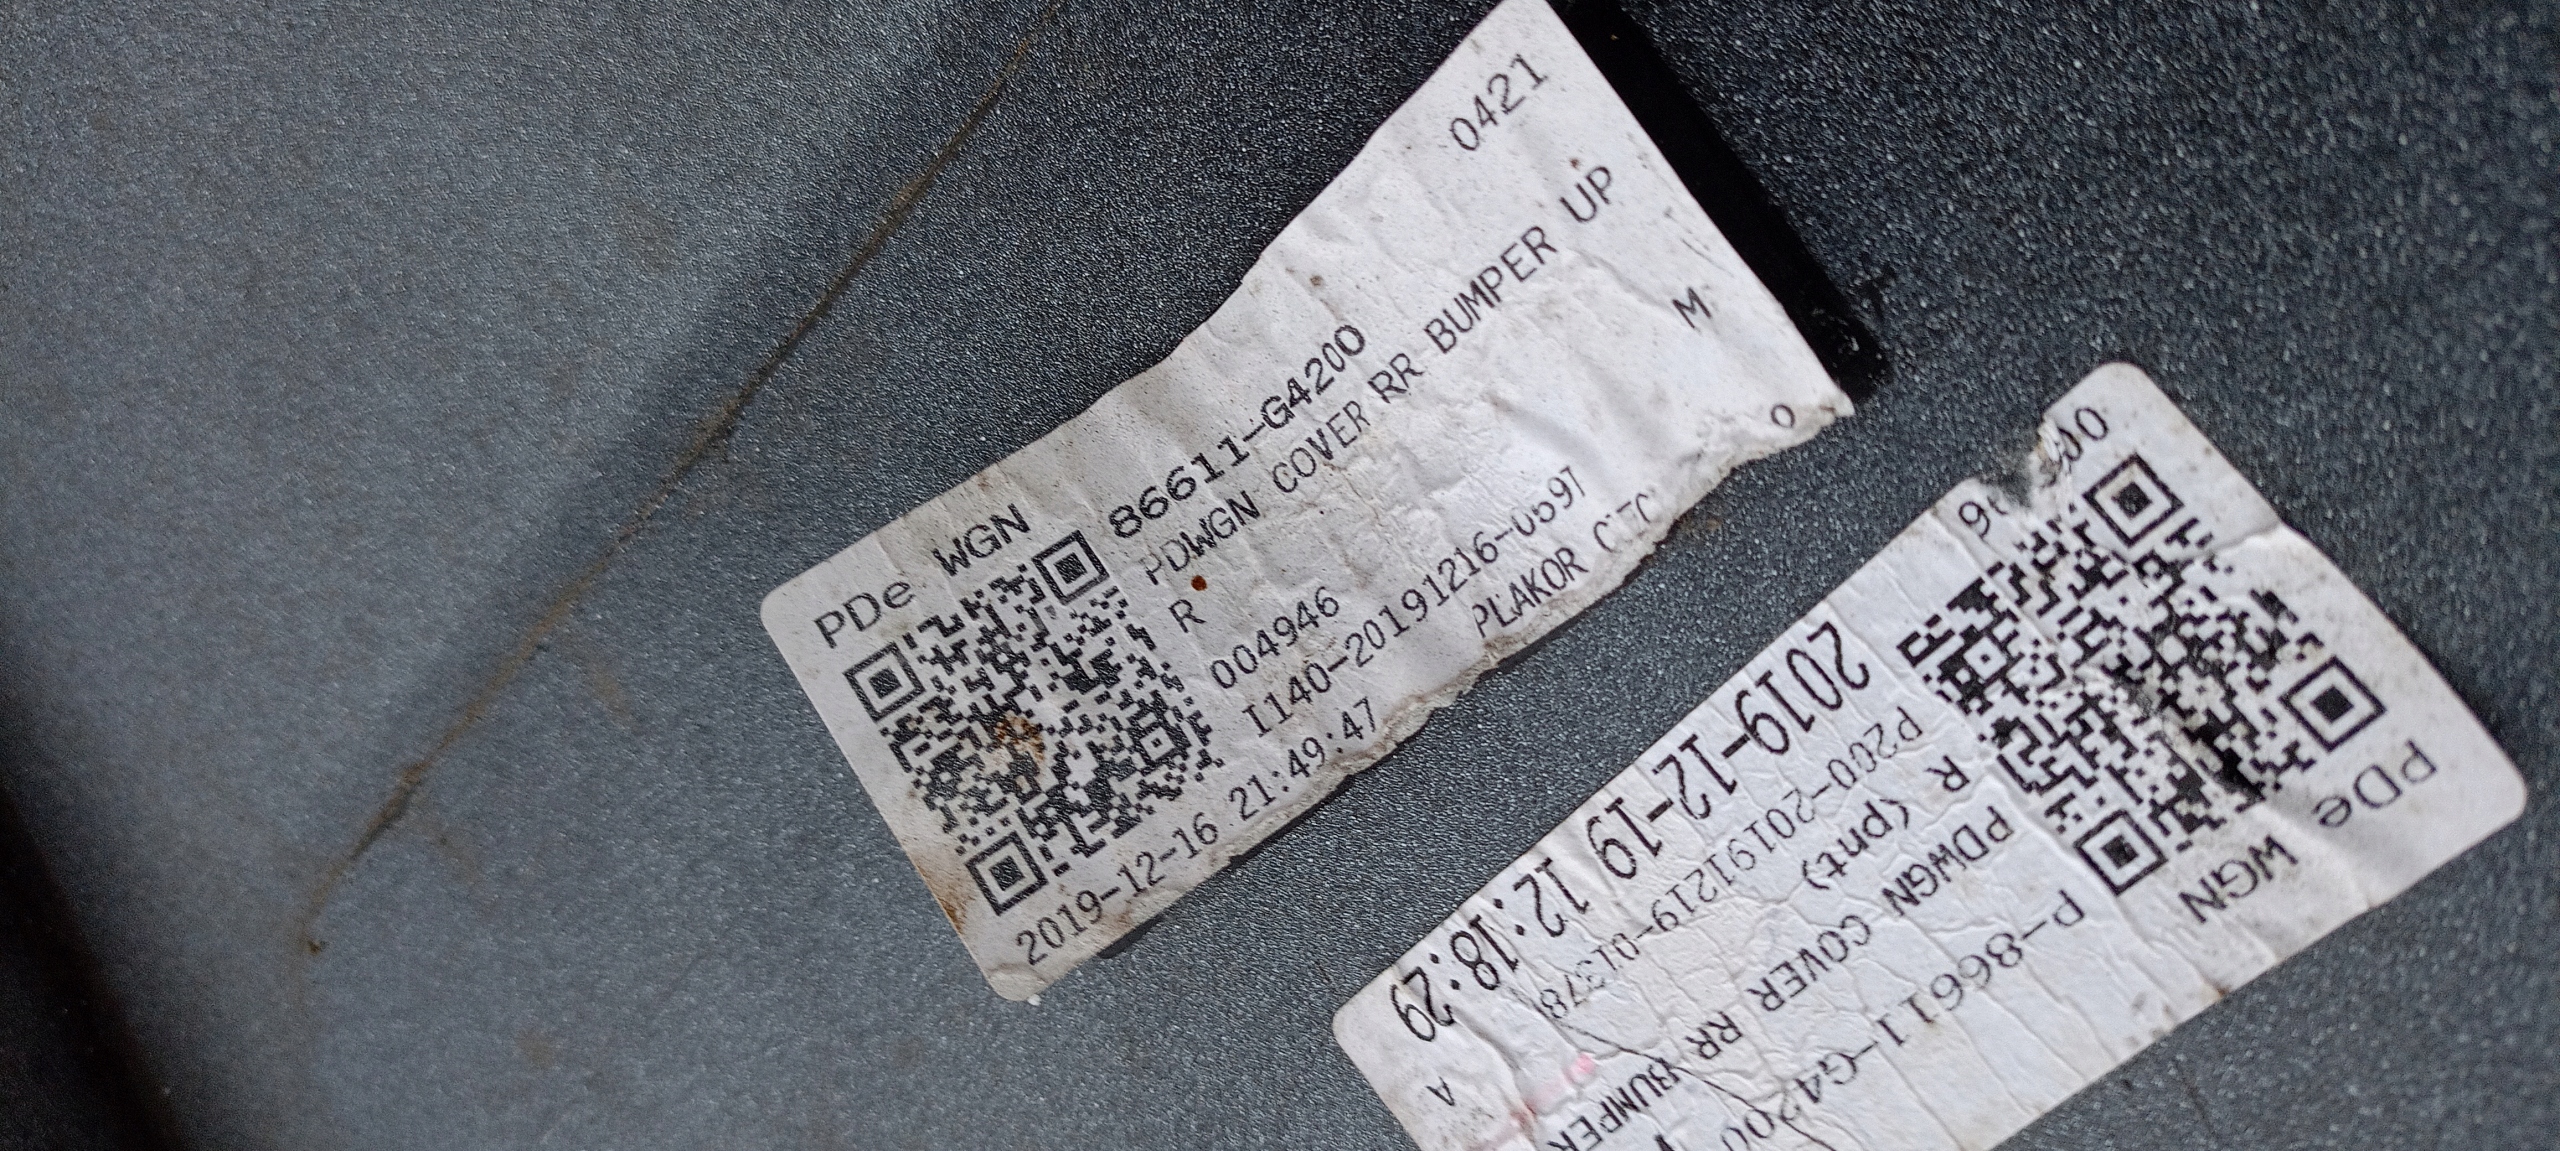 0421
PDe WGN
86611-G4200
PDWGN COVER RR BUMPER UP
R M
004946 O
I140-20191216-0597
PLAKOR
2019-12-16 21:49:47
PDe WGN
P-86611-G4200
PDWGN COVER RR BUMPER
R (pnt)
P200-20191219-01378
A
2019-12-19 12:18:29